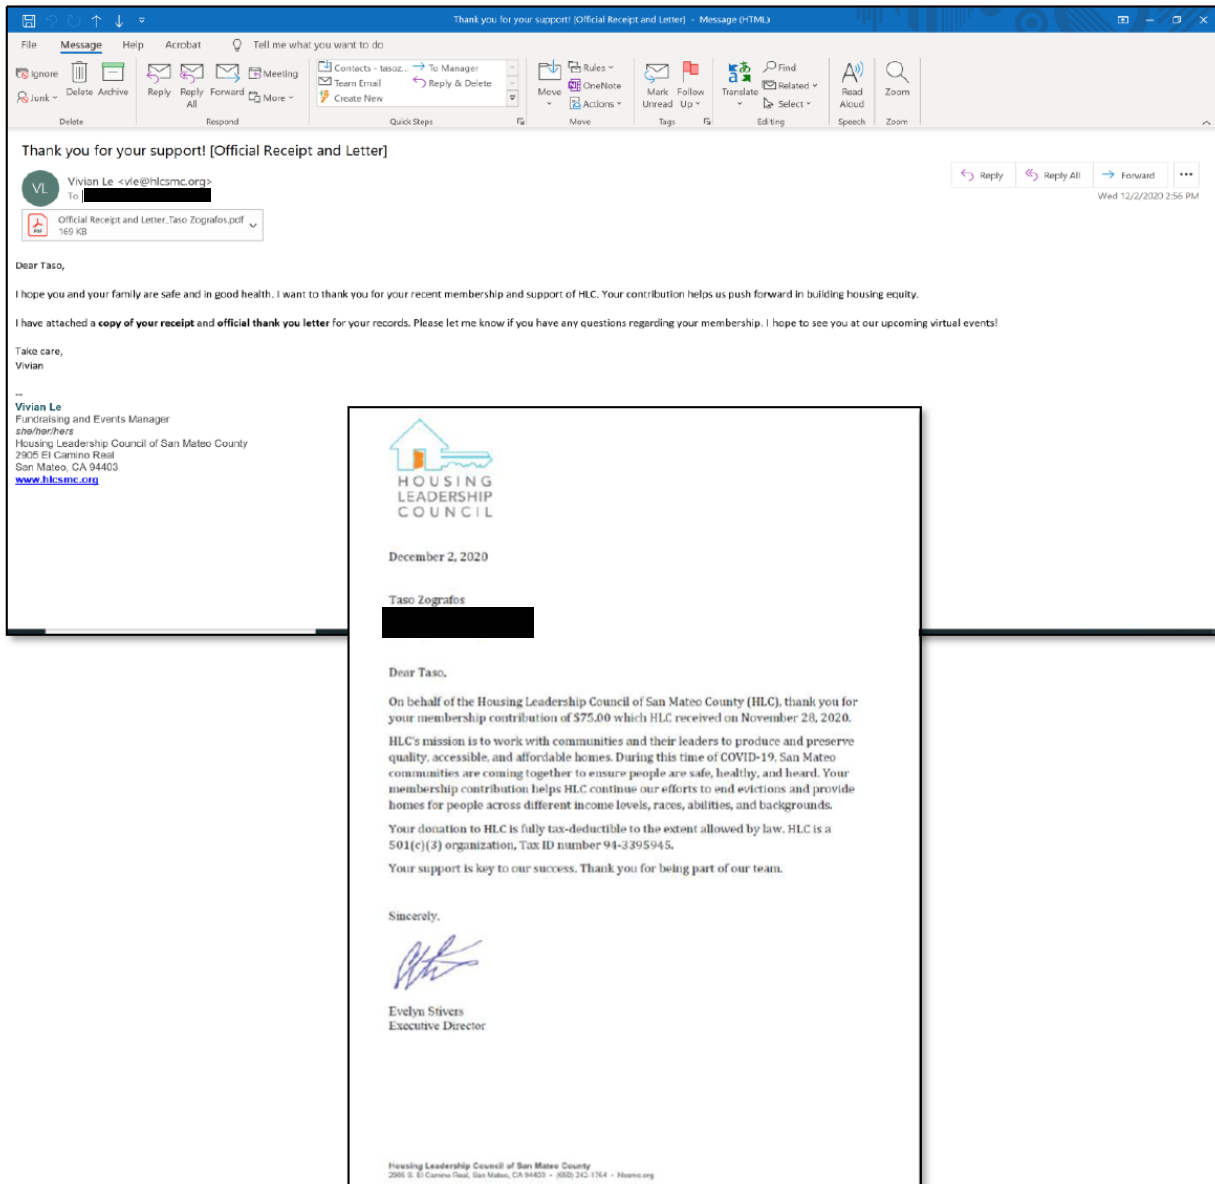 Thank you for your support! [Official Receipt and Letter] - Message (HTML)
File Message Help Acrobat Tell me what you want to do
Ignore
Junk
Delete Archive
Reply Reply All Forward
Meeting
More
Contacts - tasoz... To Manager
Team Email Reply & Delete
Create New
Move
Rules
OneNote
Actions
Mark Unread Follow Up
Translate
Find
Related
Select
Read Aloud
Zoom
Delete Respond Quick Steps Move Tags Editing Speech Zoom
Thank you for your support! [Official Receipt and Letter]
VL
Vivian Le <vle@hlcsmc.org>
To
Reply Reply All Forward ...
Wed 12/2/2020 2:56 PM
PDF
Official Receipt and Letter_Taso Zografos.pdf
169 KB
Dear Taso,
I hope you and your family are safe and in good health. I want to thank you for your recent membership and support of HLC. Your contribution helps us push forward in building housing equity.
I have attached a copy of your receipt and official thank you letter for your records. Please let me know if you have any questions regarding your membership. I hope to see you at our upcoming virtual events!
Take care,
Vivian
--
Vivian Le
Fundraising and Events Manager
she/her/hers
Housing Leadership Council of San Mateo County
2905 El Camino Real
San Mateo, CA 94403
www.hlcsmc.org
HOUSING
LEADERSHIP
COUNCIL
December 2, 2020
Taso Zografos
Dear Taso,
On behalf of the Housing Leadership Council of San Mateo County (HLC), thank you for
your membership contribution of $75.00 which HLC received on November 28, 2020.
HLC's mission is to work with communities and their leaders to produce and preserve
quality, accessible, and affordable homes. During this time of COVID-19, San Mateo
communities are coming together to ensure people are safe, healthy, and heard. Your
membership contribution helps HLC continue our efforts to end evictions and provide
homes for people across different income levels, races, abilities, and backgrounds.
Your donation to HLC is fully tax-deductible to the extent allowed by law. HLC is a
501(c)(3) organization, Tax ID number 94-3395945.
Your support is key to our success. Thank you for being part of our team.
Sincerely,
Evelyn Stivers
Executive Director
Housing Leadership Council of San Mateo County
2905 S. El Camino Real, San Mateo, CA 94403 • (650) 242-1764 • hlcsmc.org